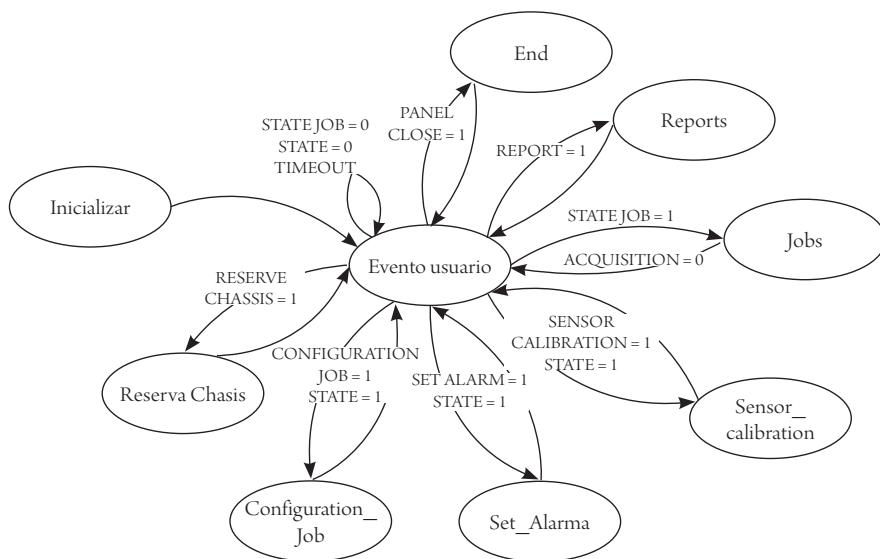 End
PANEL
CLOSE = 1
STATE JOB = 0
STATE = 0
TIMEOUT
Reports
REPORT = 1
Inicializar
STATE JOB = 1
Jobs
Evento usuario
ACQUISITION = 0
RESERVE
CHASSIS = 1
SENSOR
CALIBRATION = 1
STATE = 1
CONFIGURATION
JOB = 1
STATE = 1
SET ALARM = 1
STATE = 1
Reserva Chasis
Sensor_
calibration
Configuration_
Job
Set_Alarma